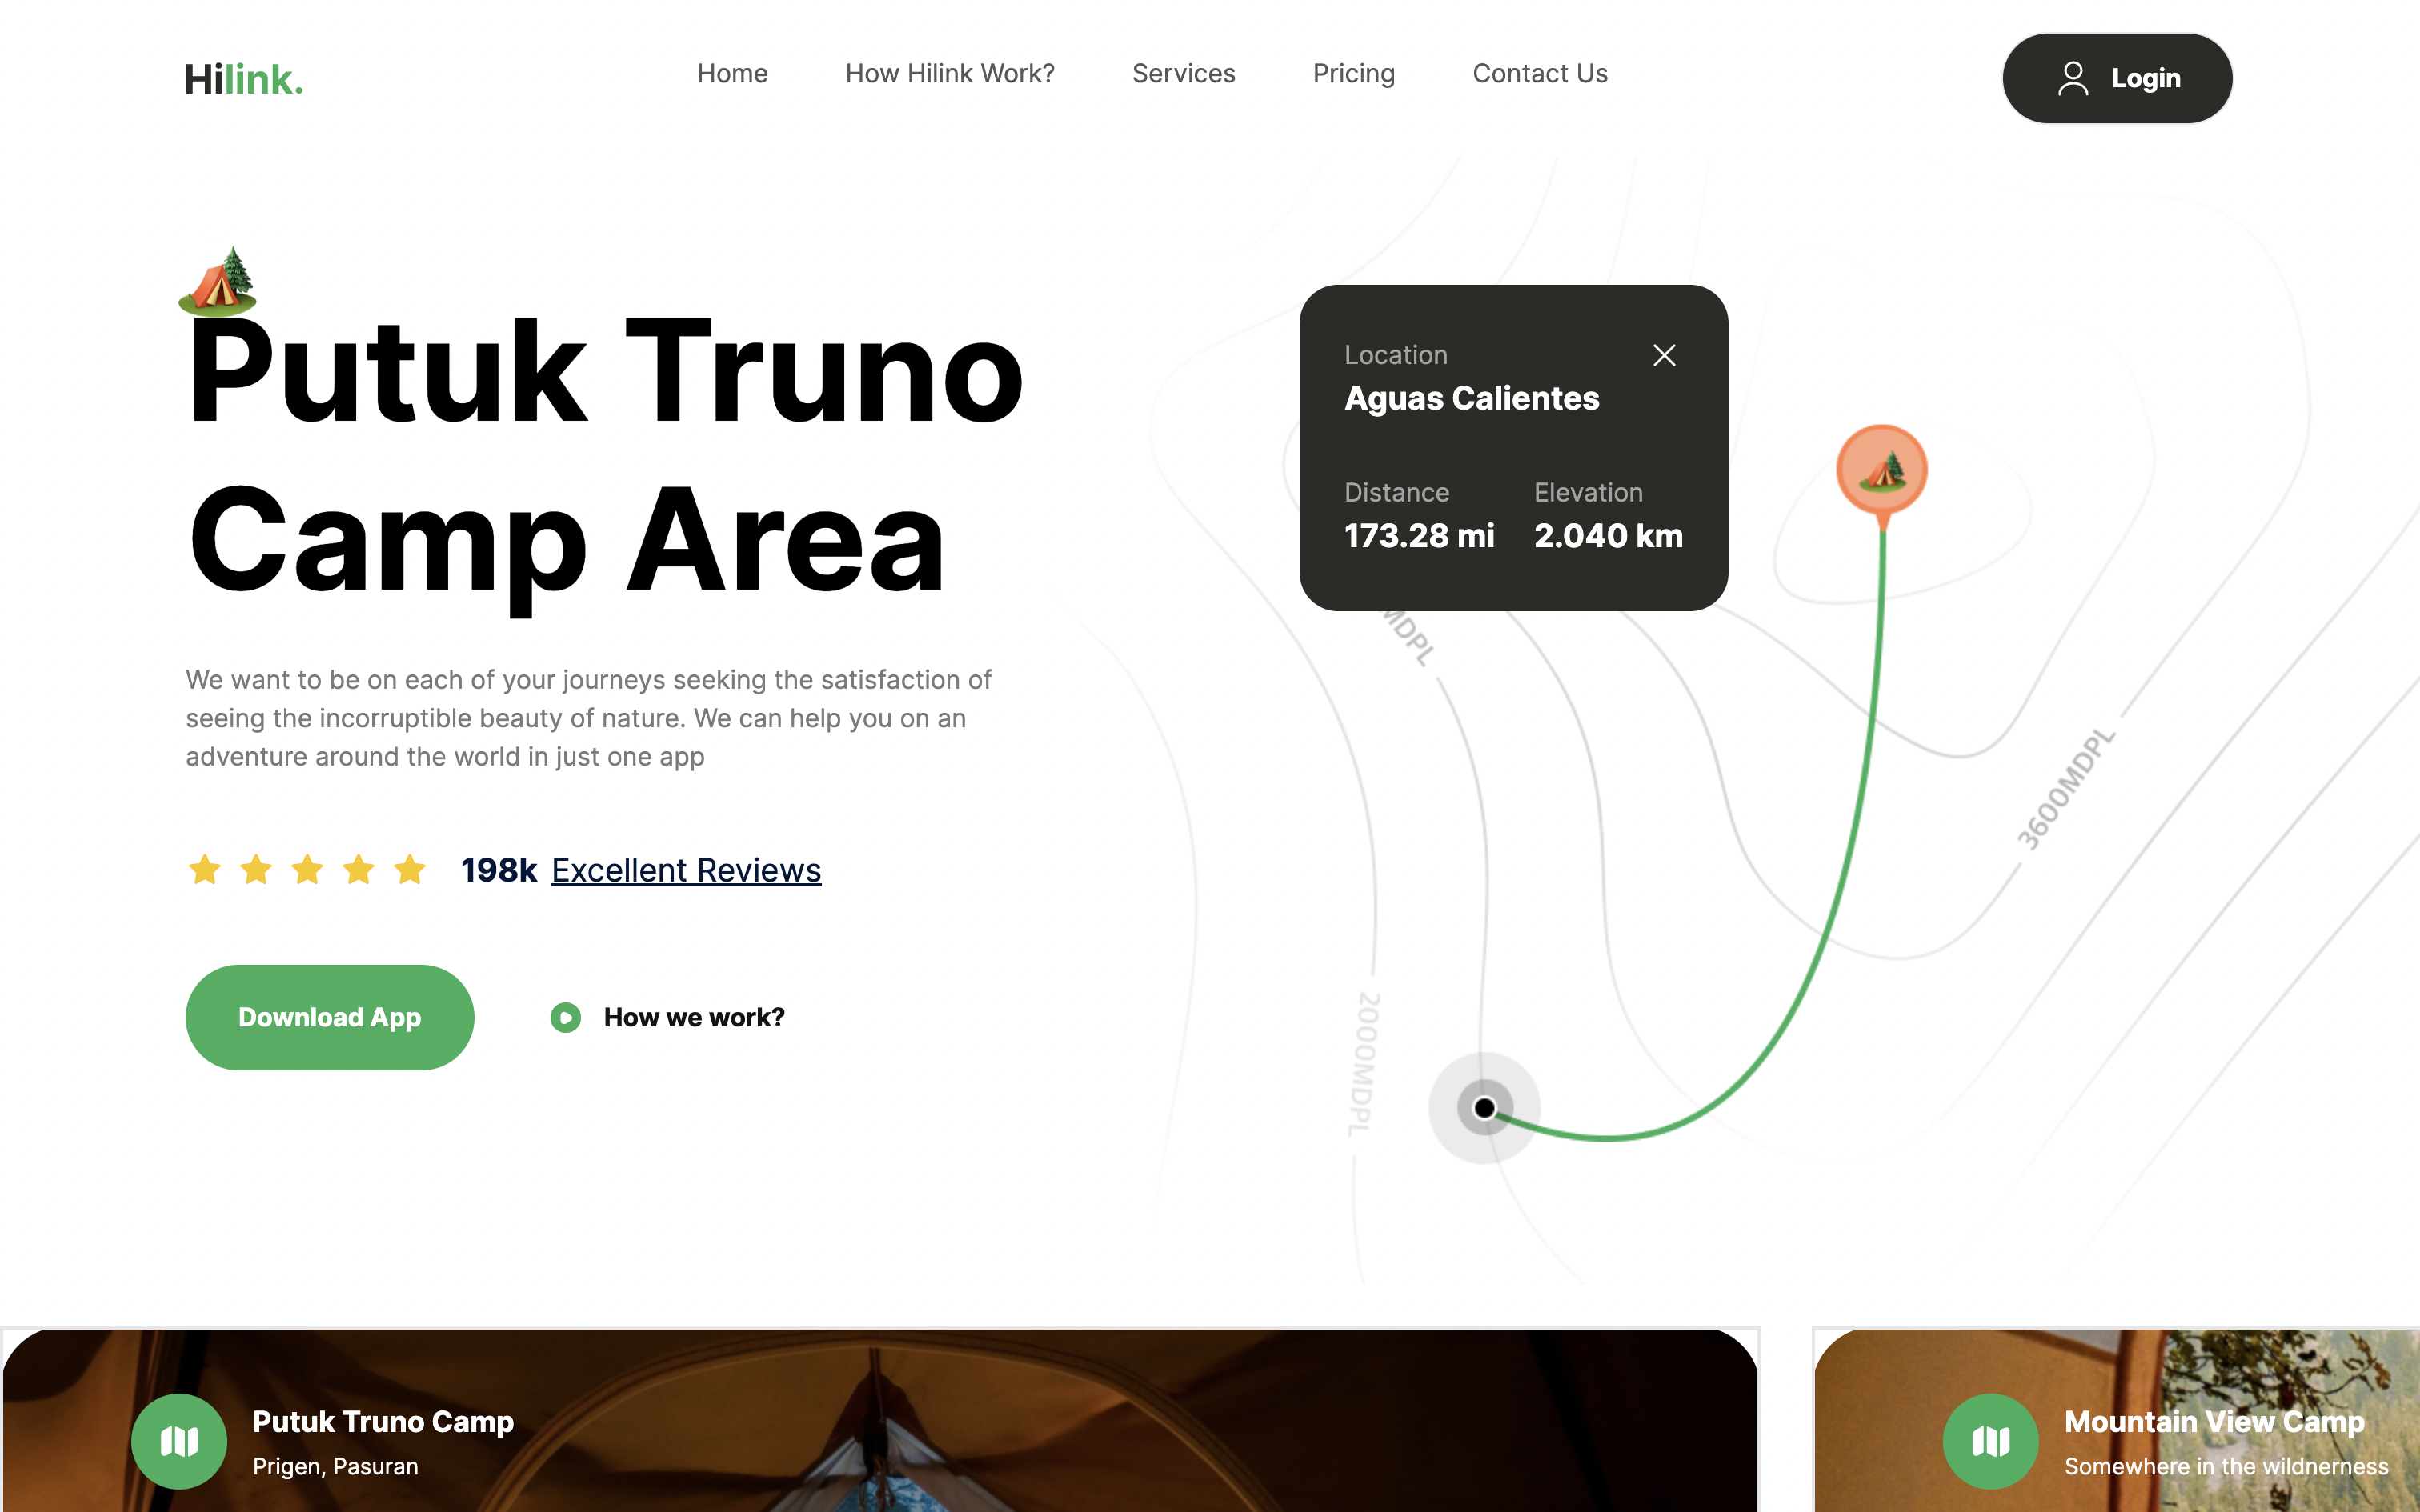 Hilink.
Home
How Hilink Work?
Services
Pricing
Contact Us
Login
Putuk Truno
Camp Area
We want to be on each of your journeys seeking the satisfaction of
seeing the incorruptible beauty of nature. We can help you on an
adventure around the world in just one app
198k Excellent Reviews
Download App
How we work?
Location
Aguas Calientes
Distance
173.28 mi
Elevation
2.040 km
MDPL
3600MDPL
2000MDPL
Putuk Truno Camp
Prigen, Pasuran
Mountain View Camp
Somewhere in the wildnerness